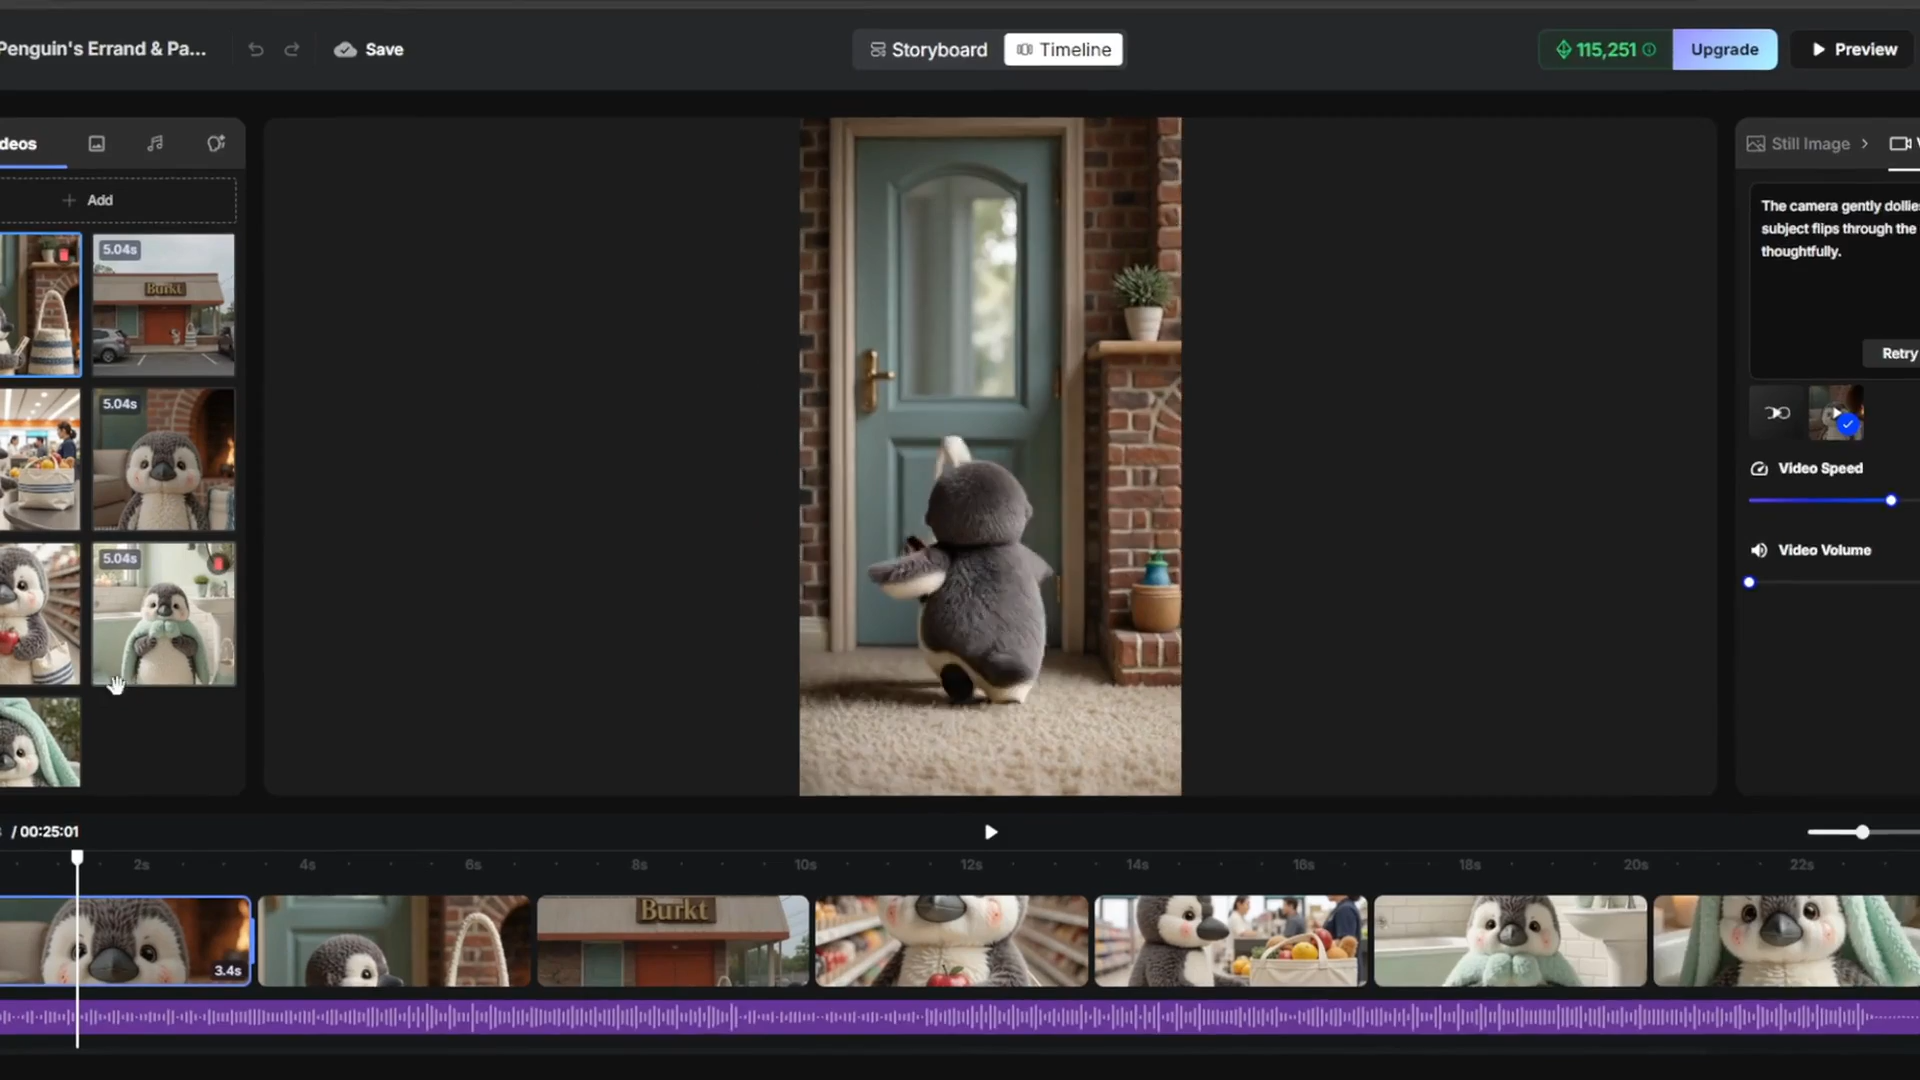 Penguin's Errand & Pa...
Save
Storyboard
Timeline
115,251
Upgrade
Preview
deos
Add
5.04s
Burkt
5.04s
5.04s
Still Image
V
The camera gently dollie
subject flips through the
thoughtfully.
Retry
Video Speed
Video Volume
/ 00:25:01
2s
4s
6s
8s
10s
12s
14s
16s
18s
20s
22s
3.4s
Burkt